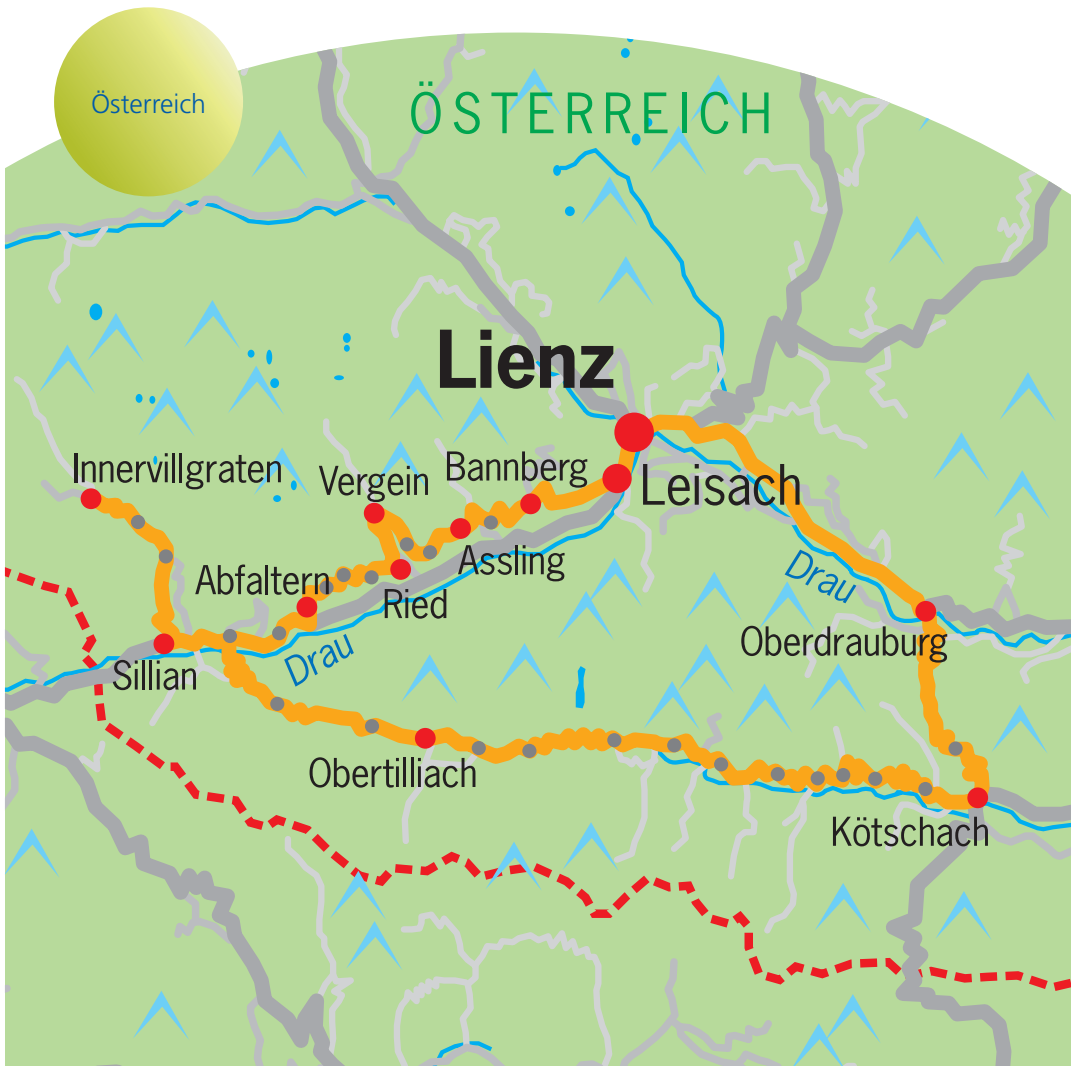 Österreich
ÖSTERREICH
Lienz
Innervillgraten
Vergein
Bannberg
Leisach
Assling
Abfaltern
Ried
Drau
Drau
Oberdrauburg
Sillian
Obertilliach
Kötschach